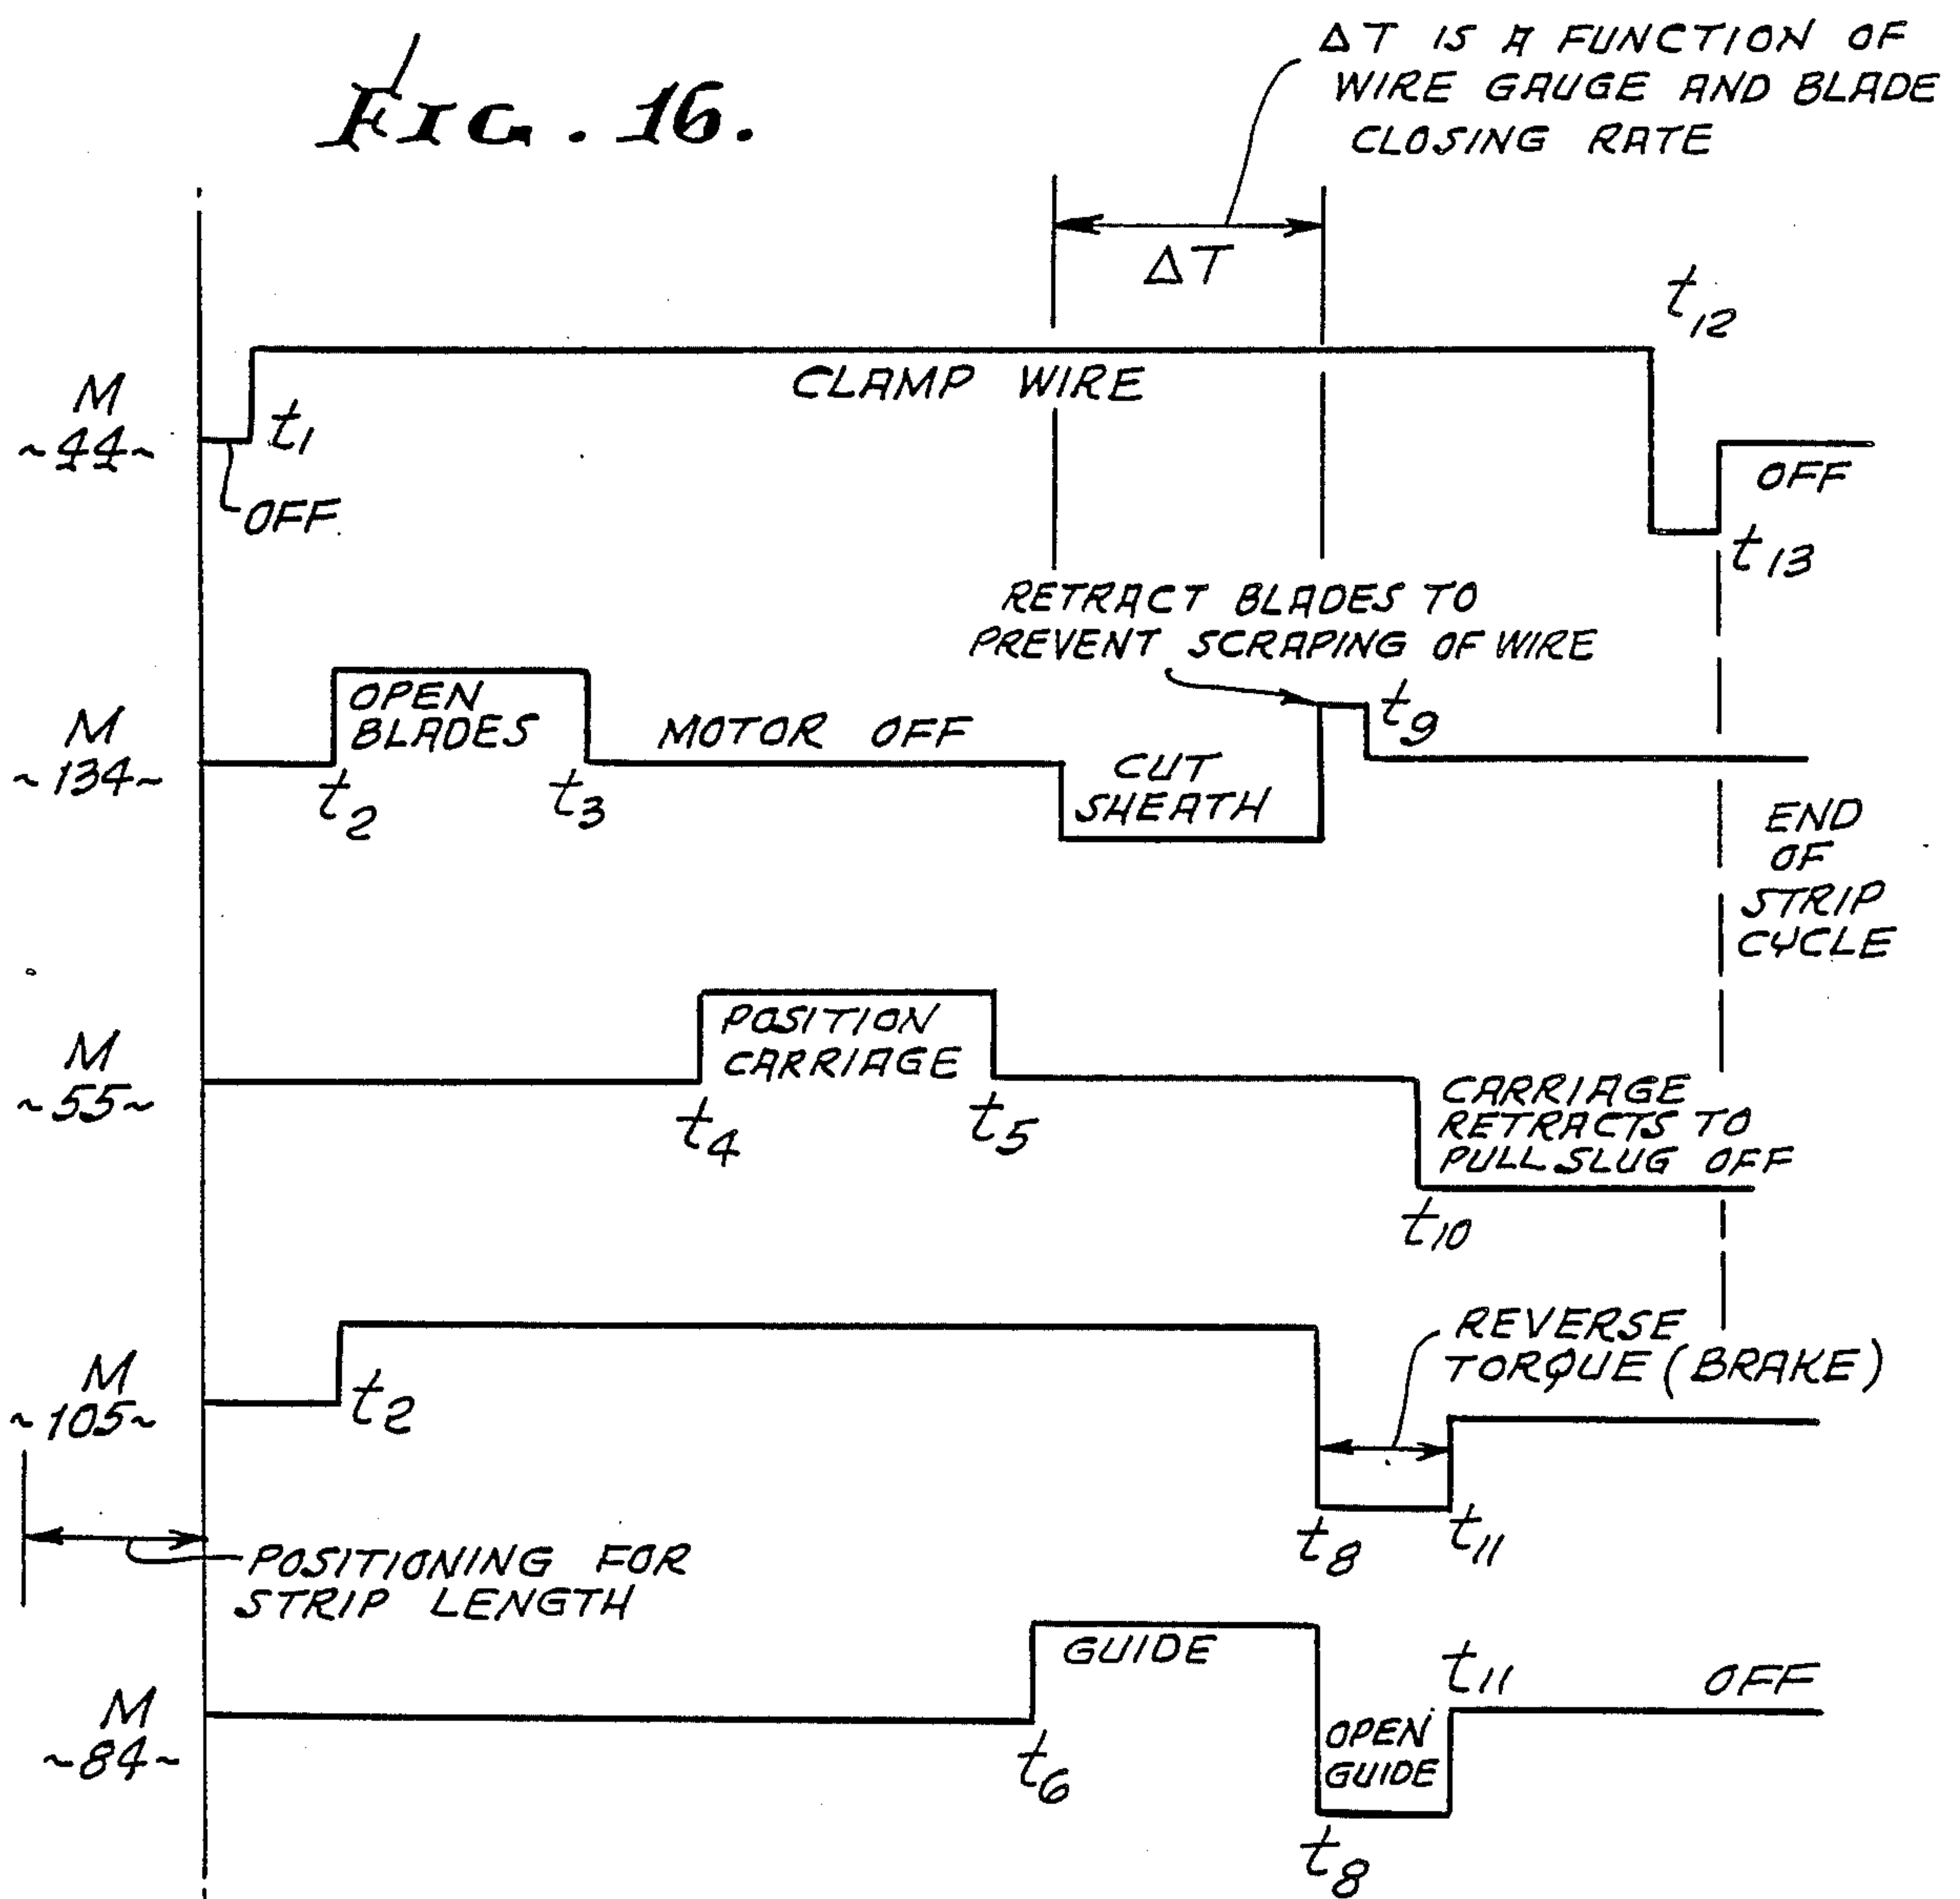 FIG. 16.
ΔT IS A FUNCTION OF
WIRE GAUGE AND BLADE
CLOSING RATE
ΔT
t12
M
~44~
t1
OFF
CLAMP WIRE
OFF
t13
RETRACT BLADES TO
PREVENT SCRAPING OF WIRE
M
~134~
OPEN
BLADES
t2
t3
MOTOR OFF
CUT
SHEATH
t9
END
OF
STRIP
CYCLE
M
~55~
POSITION
CARRIAGE
t4
t5
CARRIAGE
RETRACTS TO
PULL SLUG OFF
t10
M
~105~
t2
REVERSE
TORQUE (BRAKE)
t8
t11
POSITIONING FOR
STRIP LENGTH
M
~84~
GUIDE
t6
OPEN
GUIDE
t11
OFF
t8